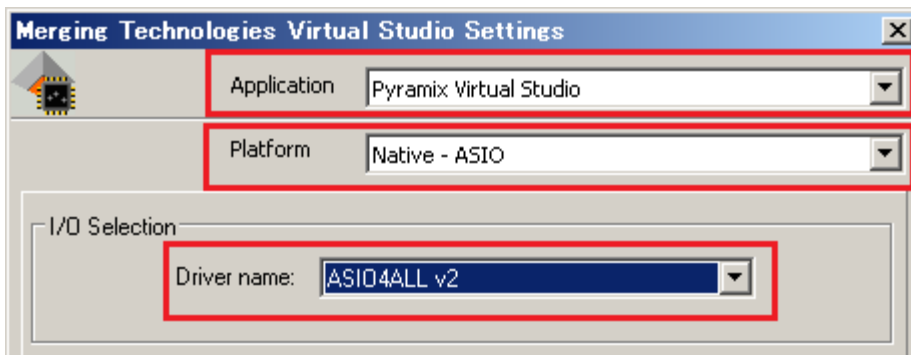 Merging Technologies Virtual Studio Settings
Application Pyramix Virtual Studio
Platform Native - ASIO
I/O Selection
Driver name: ASIO4ALL v2